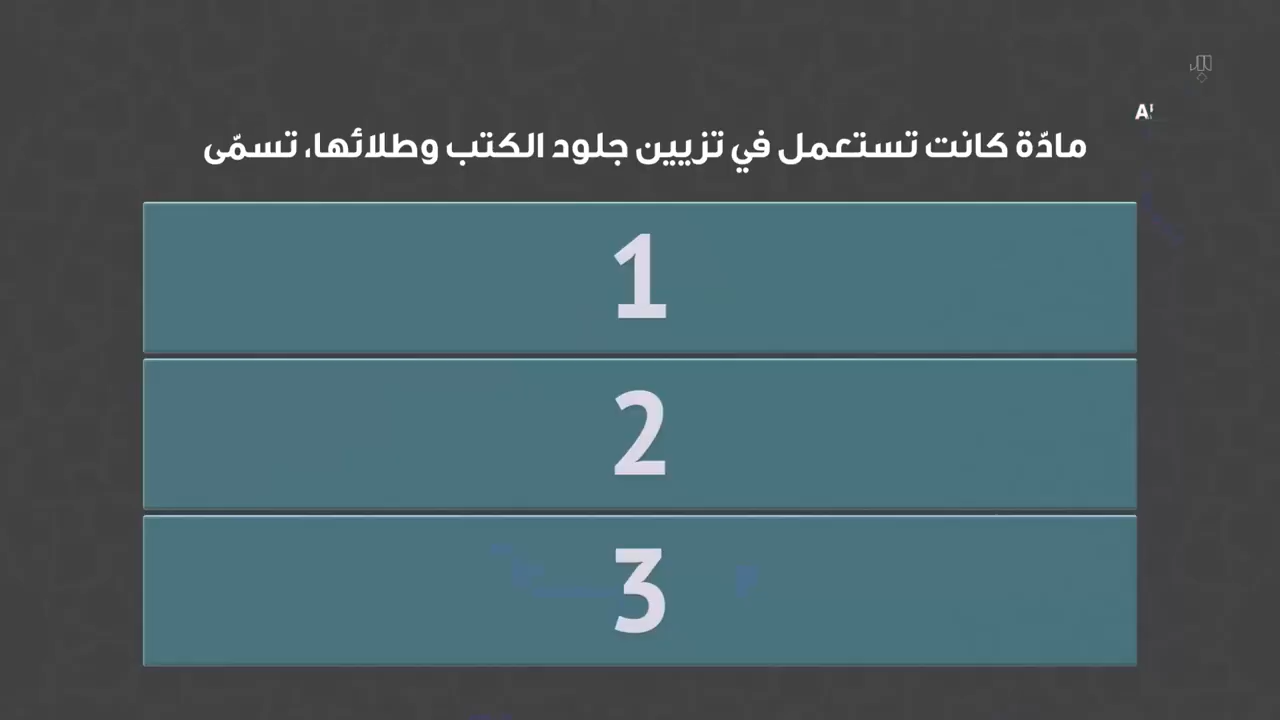 مادّة كانت تستعمل في تزيين جلود الكتب وطلائها، تسمّى
1
2
3